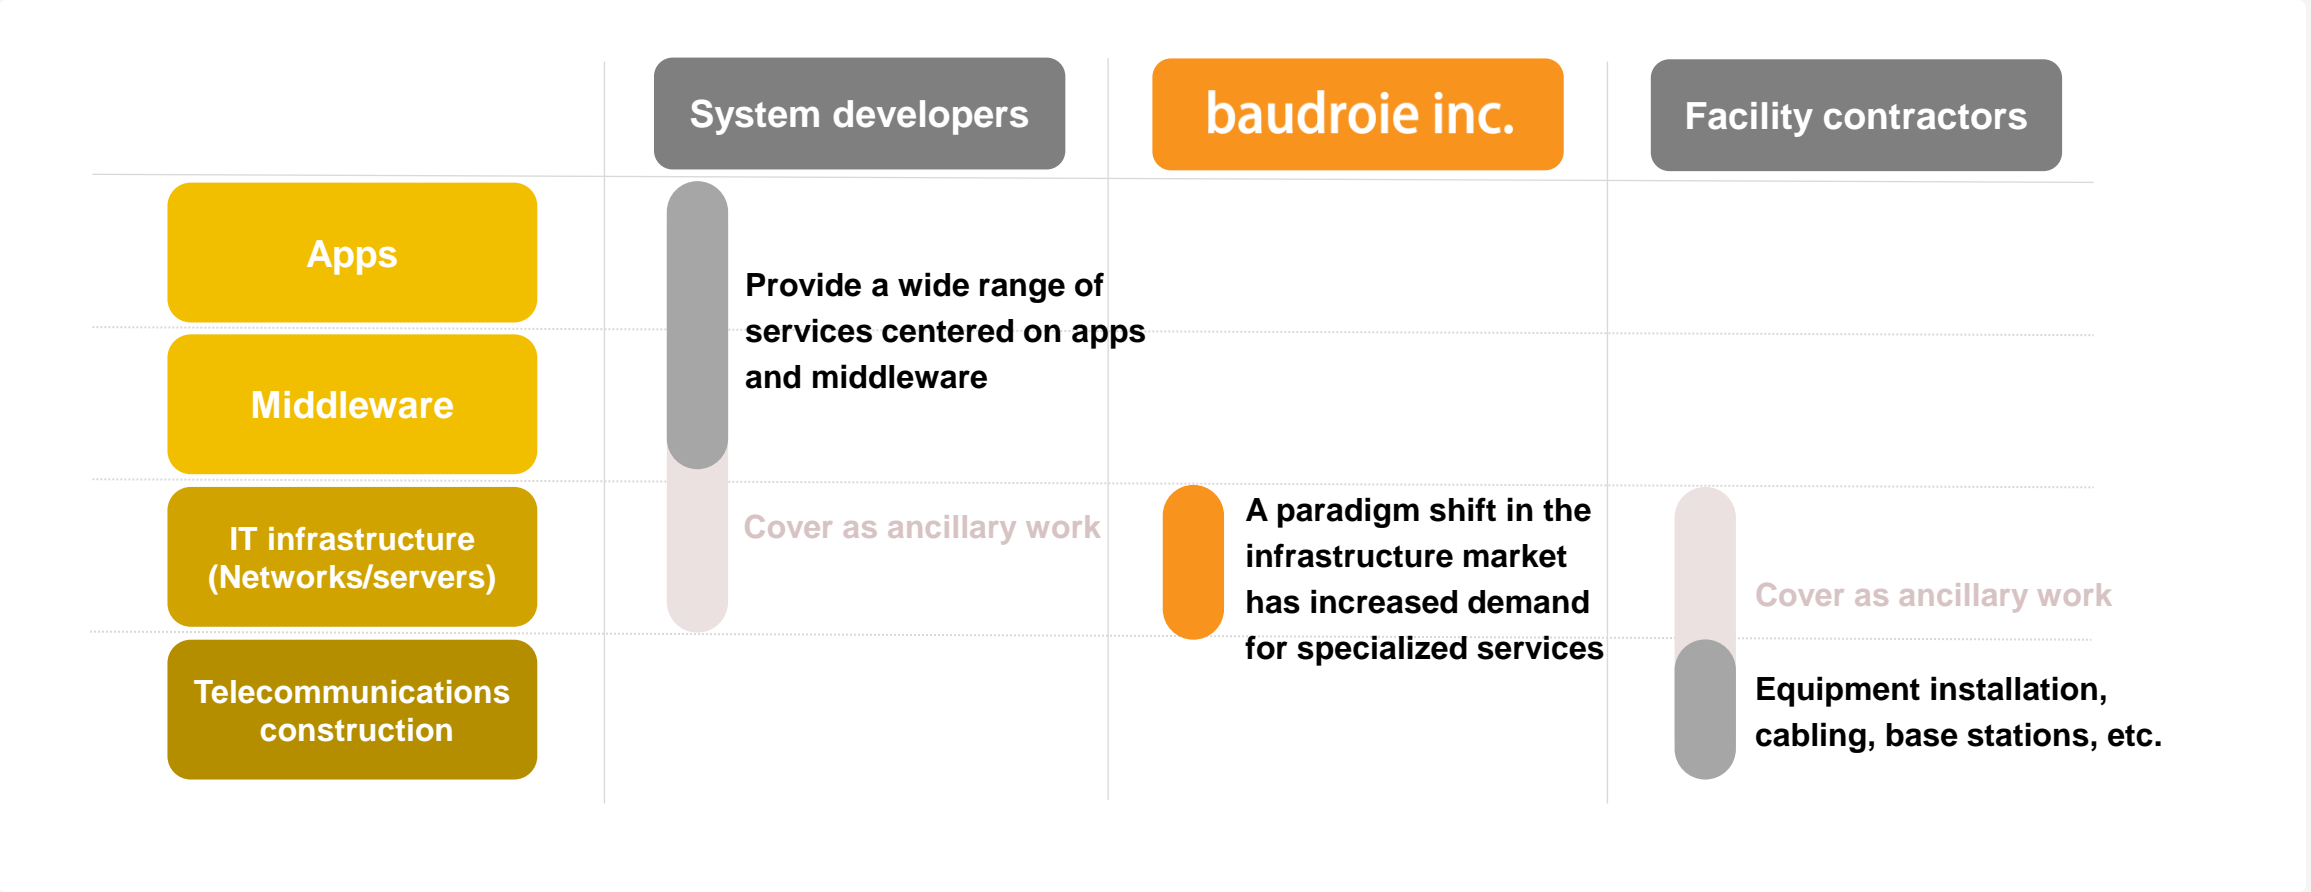 System developers
baudroie inc.
Facility contractors
Apps
Provide a wide range of
services centered on apps
and middleware
Middleware
IT infrastructure
(Networks/servers)
Cover as ancillary work
A paradigm shift in the
infrastructure market
has increased demand
for specialized services
Cover as ancillary work
Telecommunications
construction
Equipment installation,
cabling, base stations, etc.